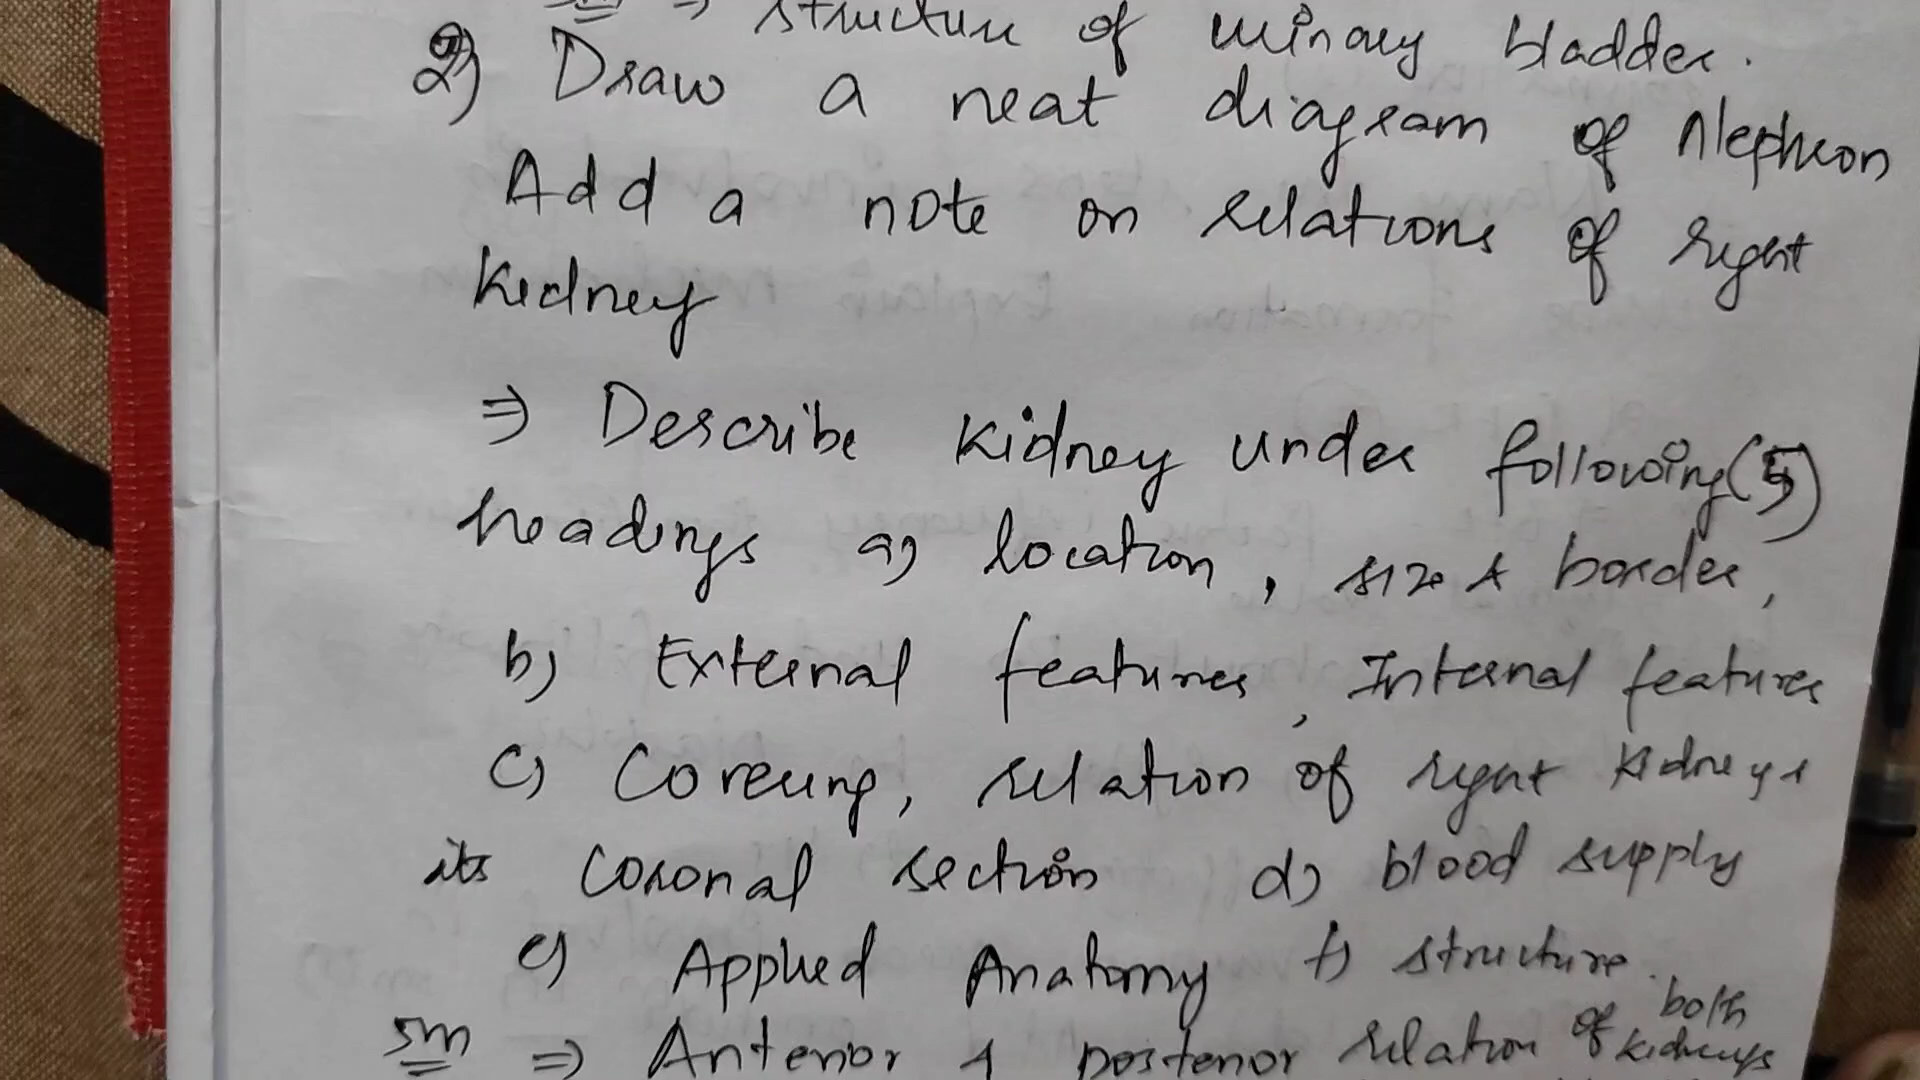 5m ⇒ structure of urinary bladder.
2) Draw a neat diagram of Nephron
Add a note on relations of right
kidney
⇒ Describe kidney under following (5)
headings a) location, size & border,
b) External features, Internal features
c) Covering, relation of right kidney &
its coronal section d) blood supply
e) Applied Anatomy f) structure.
5m ⇒ Anterior & posterior relation of both kidneys